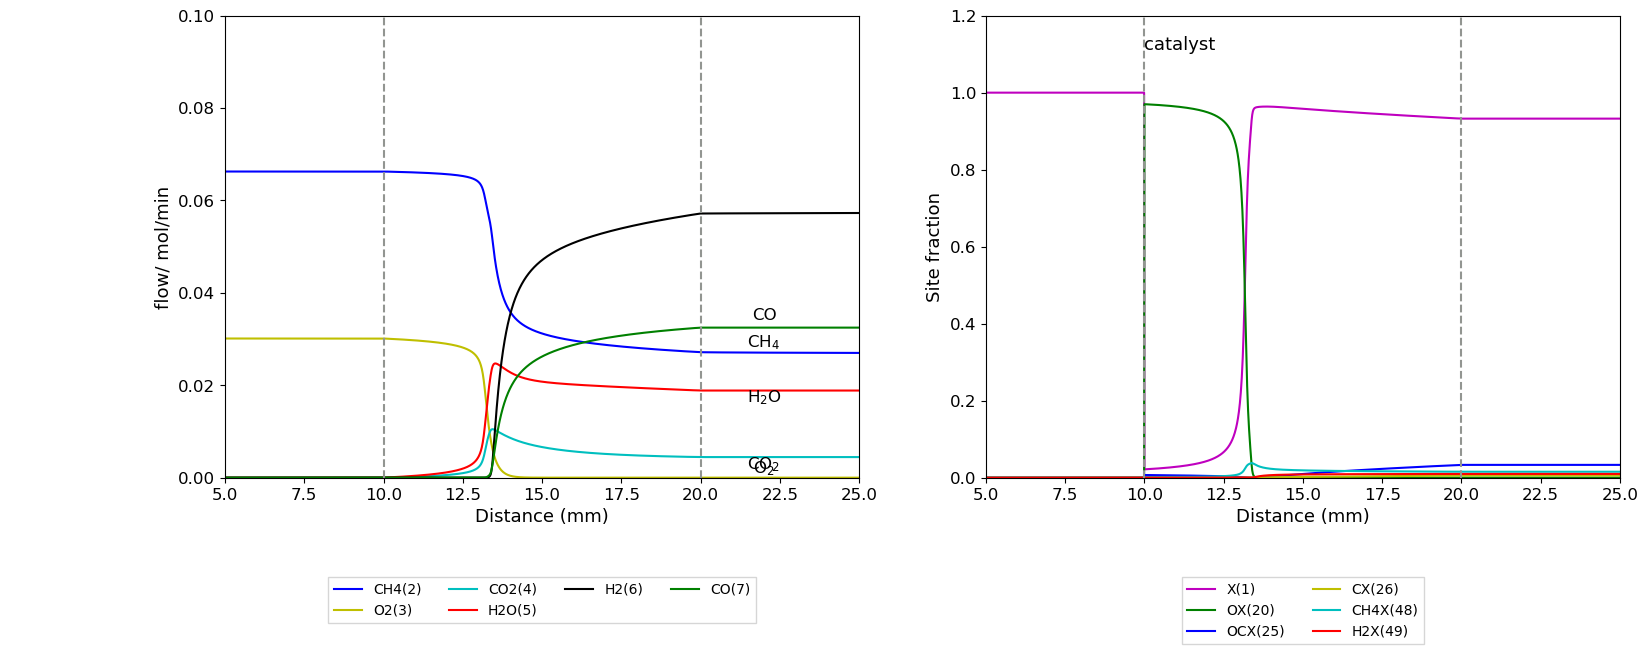 0.10
0.08
0.06
0.04
0.02
0.00
flow/ mol/min
CO
CH4
H2O
CO2
O2
5.0 7.5 10.0 12.5 15.0 17.5 20.0 22.5 25.0
Distance (mm)
CH4(2) CO2(4) H2(6) CO(7)
O2(3) H2O(5)
1.2
1.0
0.8
0.6
0.4
0.2
0.0
Site fraction
catalyst
5.0 7.5 10.0 12.5 15.0 17.5 20.0 22.5 25.0
Distance (mm)
X(1) CX(26)
OX(20) CH4X(48)
OCX(25) H2X(49)